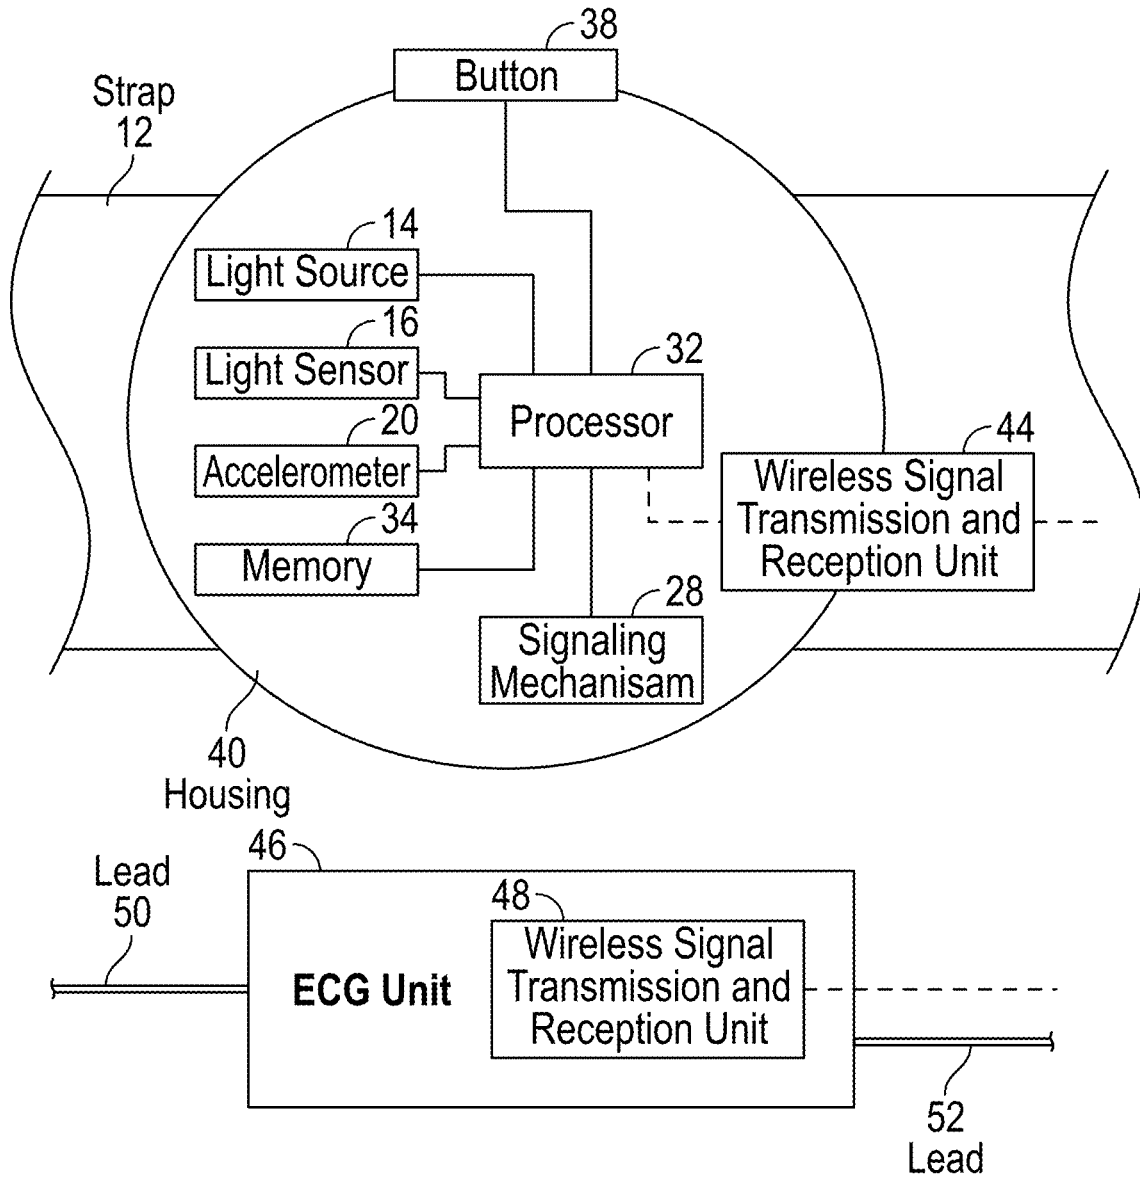 38
Button
Strap
12
14
Light Source
16
Light Sensor
32
Processor
20
Accelerometer
44
Wireless Signal
Transmission and
Reception Unit
34
Memory
28
Signaling
Mechanisam
40
Housing
46
Lead
50
48
Wireless Signal
Transmission and
Reception Unit
ECG Unit
52
Lead